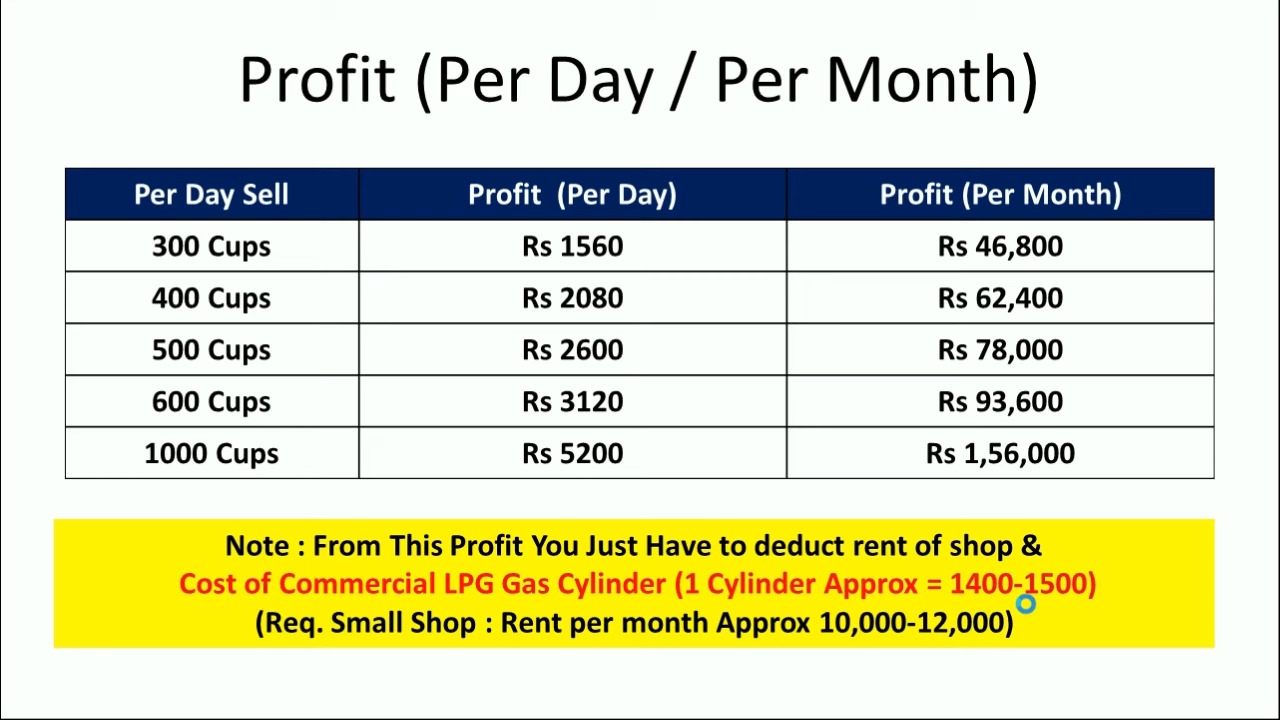 Profit (Per Day / Per Month)
Per Day Sell Profit (Per Day) Profit (Per Month)
300 Cups Rs 1560 Rs 46,800
400 Cups Rs 2080 Rs 62,400
500 Cups Rs 2600 Rs 78,000
600 Cups Rs 3120 Rs 93,600
1000 Cups Rs 5200 Rs 1,56,000
Note : From This Profit You Just Have to deduct rent of shop &
Cost of Commercial LPG Gas Cylinder (1 Cylinder Approx = 1400-1500)
(Req. Small Shop : Rent per month Approx 10,000-12,000)